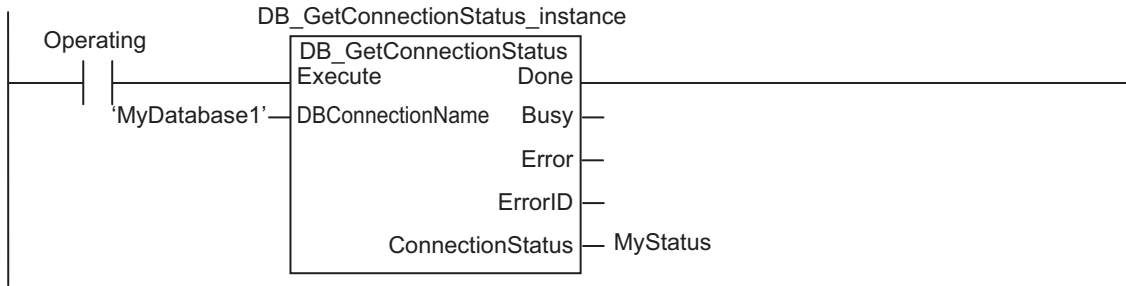 DB_GetConnectionStatus_instance
Operating
DB_GetConnectionStatus
Execute Done
‘MyDatabase1’ DBConnectionName Busy
Error
ErrorID
ConnectionStatus MyStatus